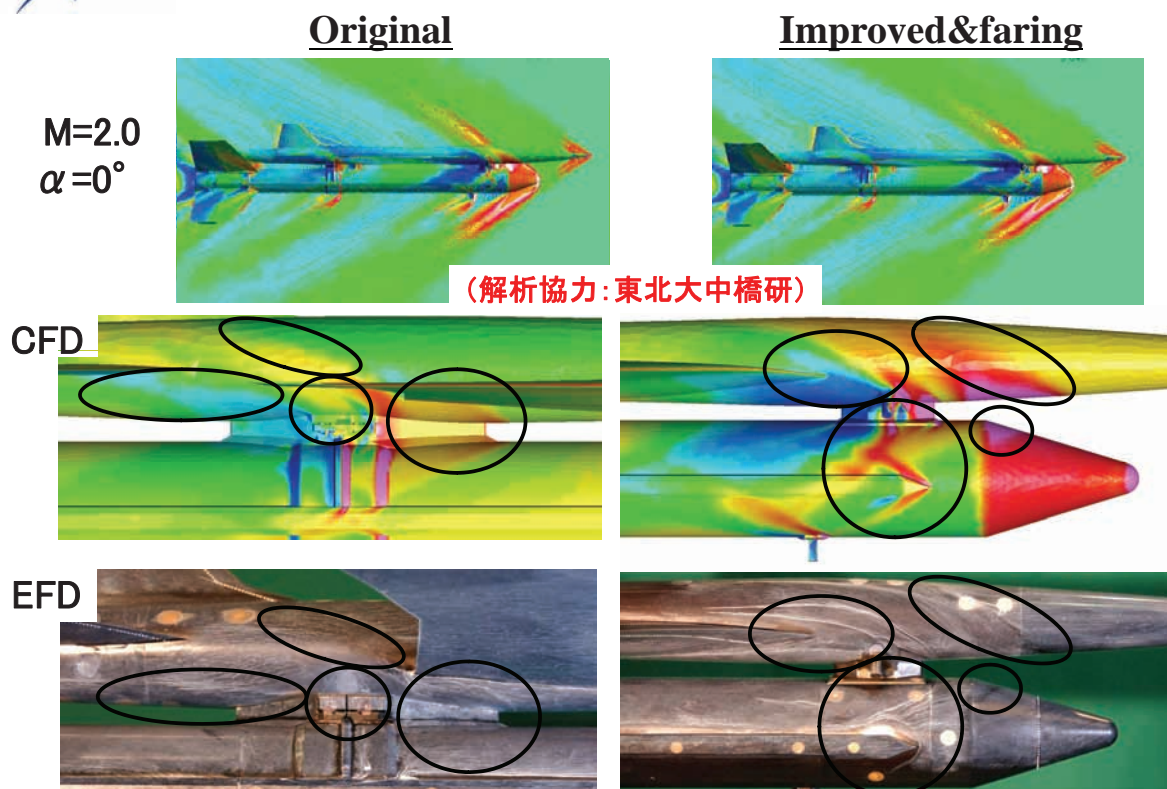 Original
Improved&faring
M=2.0
α=0°
(解析協力:東北大中橋研)
CFD
EFD